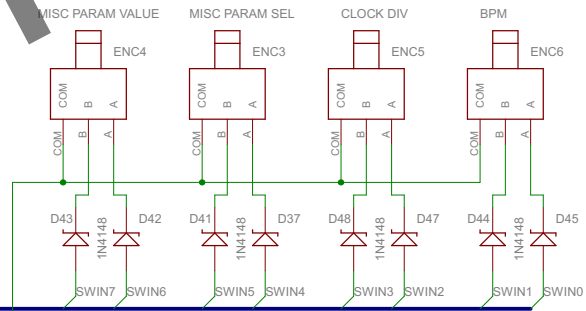 MISC PARAM VALUE MISC PARAM SEL CLOCK DIV BPM
ENC4 ENC3 ENC5 ENC6
COM B A COM B A COM B A COM B A
COM B A COM B A COM B A COM B A
D43 1N4148 D42 D41 1N4148 D37 D48 1N4148 D47 D44 1N4148 D45
SWIN7 SWIN6 SWIN5 SWIN4 SWIN3 SWIN2 SWIN1 SWIN0